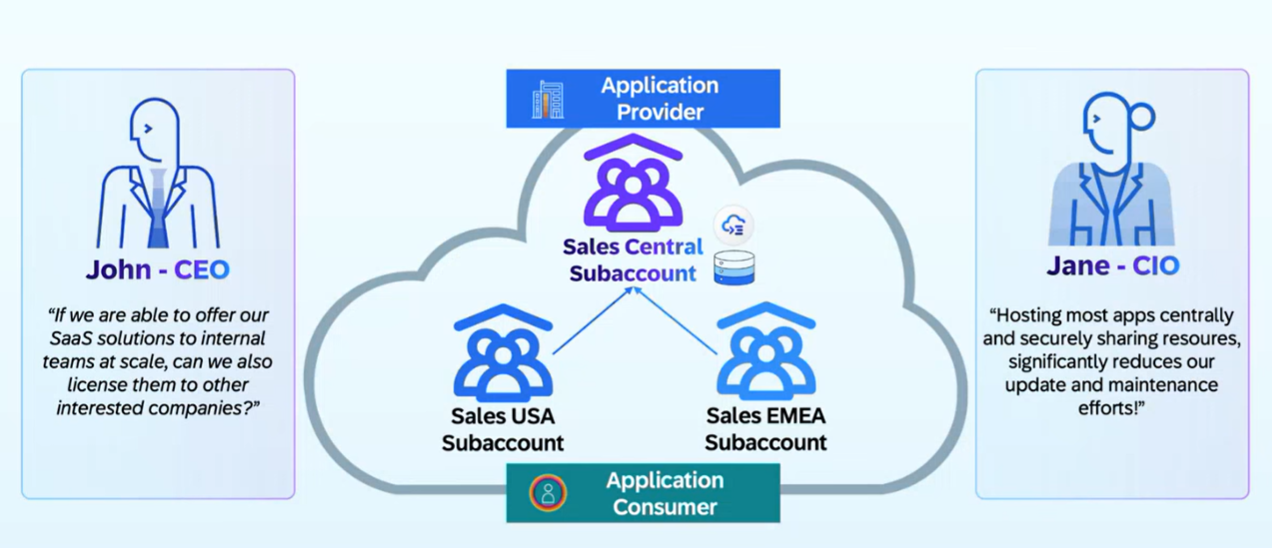 Application
Provider
Sales Central
Subaccount
John - CEO
“If we are able to offer our
SaaS solutions to internal
teams at scale, can we also
license them to other
interested companies?”
Jane - CIO
“Hosting most apps centrally
and securely sharing resoures,
significantly reduces our
update and maintenance
efforts!”
Sales USA
Subaccount
Sales EMEA
Subaccount
Application
Consumer